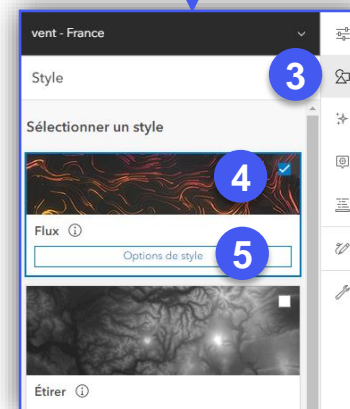 vent - France
Style
3
Sélectionner un style
4
Flux
Options de style
5
Étirer